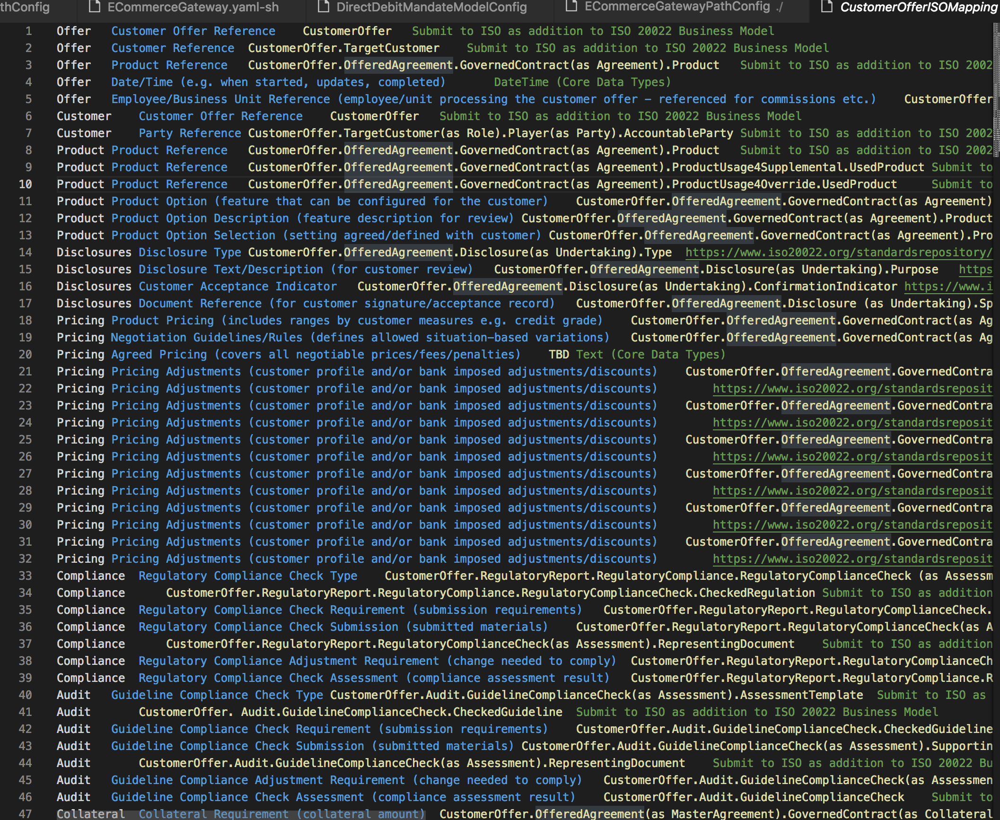 thConfig ECommerceGateway.yaml-sh DirectDebitMandateModelConfig ECommerceGatewayPathConfig ./ CustomerOfferISOMapping
1 Offer Customer Offer Reference CustomerOffer Submit to ISO as addition to ISO 20022 Business Model
2 Offer Customer Reference CustomerOffer.TargetCustomer Submit to ISO as addition to ISO 20022 Business Model
3 Offer Product Reference CustomerOffer.OfferedAgreement.GovernedContract(as Agreement).Product Submit to ISO as addition to ISO 2002
4 Offer Date/Time (e.g. when started, updates, completed) DateTime (Core Data Types)
5 Offer Employee/Business Unit Reference (employee/unit processing the customer offer – referenced for commissions etc.) CustomerOffer
6 Customer Customer Offer Reference CustomerOffer Submit to ISO as addition to ISO 20022 Business Model
7 Customer Party Reference CustomerOffer.TargetCustomer(as Role).Player(as Party).AccountableParty Submit to ISO as addition to ISO 2002
8 Product Product Reference CustomerOffer.OfferedAgreement.GovernedContract(as Agreement).Product Submit to ISO as addition to ISO 2002
9 Product Product Reference CustomerOffer.OfferedAgreement.GovernedContract(as Agreement).ProductUsage4Supplemental.UsedProduct Submit to
10 Product Product Reference CustomerOffer.OfferedAgreement.GovernedContract(as Agreement).ProductUsage4Override.UsedProduct Submit to
11 Product Product Option (feature that can be configured for the customer) CustomerOffer.OfferedAgreement.GovernedContract(as Agreement)
12 Product Product Option Description (feature description for review) CustomerOffer.OfferedAgreement.GovernedContract(as Agreement).Product
13 Product Product Option Selection (setting agreed/defined with customer) CustomerOffer.OfferedAgreement.GovernedContract(as Agreement).Pro
14 Disclosures Disclosure Type CustomerOffer.OfferedAgreement.Disclosure(as Undertaking).Type https://www.iso20022.org/standardsrepository/
15 Disclosures Disclosure Text/Description (for customer review) CustomerOffer.OfferedAgreement.Disclosure(as Undertaking).Purpose https
16 Disclosures Customer Acceptance Indicator CustomerOffer.OfferedAgreement.Disclosure(as Undertaking).ConfirmationIndicator https://www.i
17 Disclosures Document Reference (for customer signature/acceptance record) CustomerOffer.OfferedAgreement.Disclosure (as Undertaking).Sp
18 Pricing Product Pricing (includes ranges by customer measures e.g. credit grade) CustomerOffer.OfferedAgreement.GovernedContract(as Ag
19 Pricing Negotiation Guidelines/Rules (defines allowed situation–based variations) CustomerOffer.OfferedAgreement.GovernedContract(as Ag
20 Pricing Agreed Pricing (covers all negotiable prices/fees/penalties) TBD Text (Core Data Types)
21 Pricing Pricing Adjustments (customer profile and/or bank imposed adjustments/discounts) CustomerOffer.OfferedAgreement.GovernedContra
22 Pricing Pricing Adjustments (customer profile and/or bank imposed adjustments/discounts) https://www.iso20022.org/standardsreposit
23 Pricing Pricing Adjustments (customer profile and/or bank imposed adjustments/discounts) CustomerOffer.OfferedAgreement.GovernedContra
24 Pricing Pricing Adjustments (customer profile and/or bank imposed adjustments/discounts) https://www.iso20022.org/standardsreposit
25 Pricing Pricing Adjustments (customer profile and/or bank imposed adjustments/discounts) CustomerOffer.OfferedAgreement.GovernedContra
26 Pricing Pricing Adjustments (customer profile and/or bank imposed adjustments/discounts) https://www.iso20022.org/standardsreposit
27 Pricing Pricing Adjustments (customer profile and/or bank imposed adjustments/discounts) CustomerOffer.OfferedAgreement.GovernedContra
28 Pricing Pricing Adjustments (customer profile and/or bank imposed adjustments/discounts) https://www.iso20022.org/standardsreposit
29 Pricing Pricing Adjustments (customer profile and/or bank imposed adjustments/discounts) CustomerOffer.OfferedAgreement.GovernedContra
30 Pricing Pricing Adjustments (customer profile and/or bank imposed adjustments/discounts) https://www.iso20022.org/standardsreposit
31 Pricing Pricing Adjustments (customer profile and/or bank imposed adjustments/discounts) CustomerOffer.OfferedAgreement.GovernedContra
32 Pricing Pricing Adjustments (customer profile and/or bank imposed adjustments/discounts) https://www.iso20022.org/standardsreposit
33 Compliance Regulatory Compliance Check Type CustomerOffer.RegulatoryReport.RegulatoryCompliance.RegulatoryComplianceCheck (as Assessm
34 Compliance CustomerOffer.RegulatoryReport.RegulatoryCompliance.RegulatoryComplianceCheck.CheckedRegulation Submit to ISO as addition
35 Compliance Regulatory Compliance Check Requirement (submission requirements) CustomerOffer.RegulatoryReport.RegulatoryComplianceCheck.
36 Compliance Regulatory Compliance Check Submission (submitted materials) CustomerOffer.RegulatoryReport.RegulatoryComplianceCheck(as A
37 Compliance CustomerOffer.RegulatoryReport.RegulatoryComplianceCheck(as Assessment).RepresentingDocument Submit to ISO as addition
38 Compliance Regulatory Compliance Adjustment Requirement (change needed to comply) CustomerOffer.RegulatoryReport.RegulatoryComplianceCh
39 Compliance Regulatory Compliance Check Assessment (compliance assessment result) CustomerOffer.RegulatoryReport.RegulatoryCompliance.R
40 Audit Guideline Compliance Check Type CustomerOffer.Audit.GuidelineComplianceCheck(as Assessment).AssessmentTemplate Submit to ISO as
41 Audit CustomerOffer. Audit.GuidelineComplianceCheck.CheckedGuideline Submit to ISO as addition to ISO 20022 Business Model
42 Audit Guideline Compliance Check Requirement (submission requirements) CustomerOffer.Audit.GuidelineComplianceCheck.CheckedGuideline
43 Audit Guideline Compliance Check Submission (submitted materials) CustomerOffer.Audit.GuidelineComplianceCheck(as Assessment).Supportin
44 Audit CustomerOffer.Audit.GuidelineComplianceCheck(as Assessment).RepresentingDocument Submit to ISO as addition to ISO 20022 Bu
45 Audit Guideline Compliance Adjustment Requirement (change needed to comply) CustomerOffer.Audit.GuidelineComplianceCheck(as Assessmen
46 Audit Guideline Compliance Check Assessment (compliance assessment result) CustomerOffer.Audit.GuidelineComplianceCheck Submit to
47 Collateral Collateral Requirement (collateral amount) CustomerOffer.OfferedAgreement(as MasterAgreement).GovernedContract(as Collateral